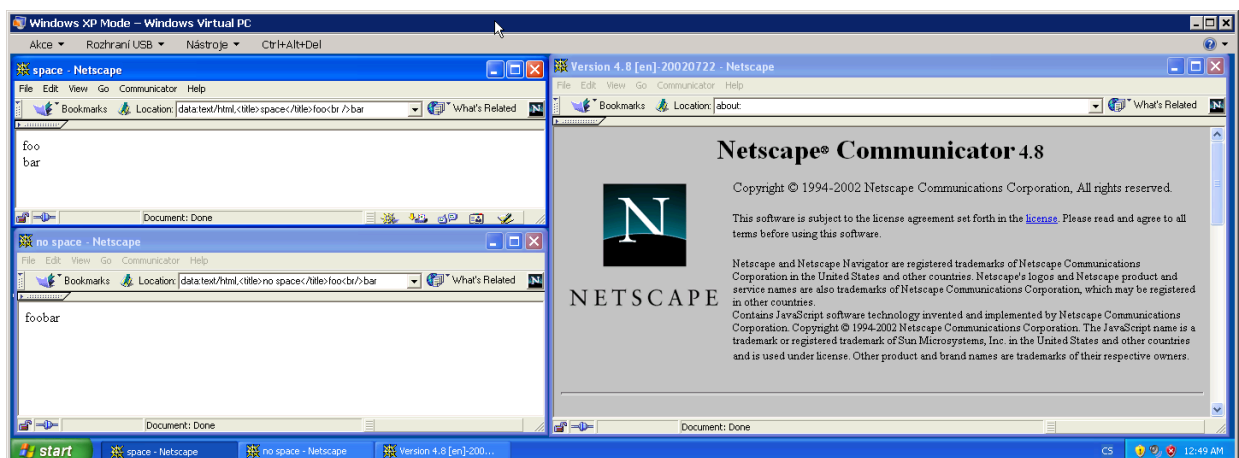 Windows XP Mode – Windows Virtual PC
Akce Rozhraní USB Nástroje Ctrl+Alt+Del
space - Netscape
File Edit View Go Communicator Help
Bookmarks Location: data:text/html,<title>space</title>foo<br />bar What's Related N
foo
bar
Document: Done
no space - Netscape
File Edit View Go Communicator Help
Bookmarks Location: data:text/html,<title>no space</title>foo<br/>bar What's Related N
foobar
Document: Done
Version 4.8 [en]-20020722 - Netscape
File Edit View Go Communicator Help
Bookmarks Location: about: What's Related N
Netscape® Communicator 4.8
N
NETSCAPE
Copyright © 1994-2002 Netscape Communications Corporation, All rights reserved.
This software is subject to the license agreement set forth in the license. Please read and agree to all
terms before using this software.
Netscape and Netscape Navigator are registered trademarks of Netscape Communications
Corporation in the United States and other countries. Netscape's logos and Netscape product and
service names are also trademarks of Netscape Communications Corporation, which may be registered
in other countries.
Contains JavaScript software technology invented and implemented by Netscape Communications
Corporation. Copyright © 1994-2002 Netscape Communications Corporation. The JavaScript name is a
trademark or registered trademark of Sun Microsystems, Inc. in the United States and other countries
and is used under license. Other product and brand names are trademarks of their respective owners.
Document: Done
start space - Netscape no space - Netscape Version 4.8 [en]-200... CS 12:49 AM